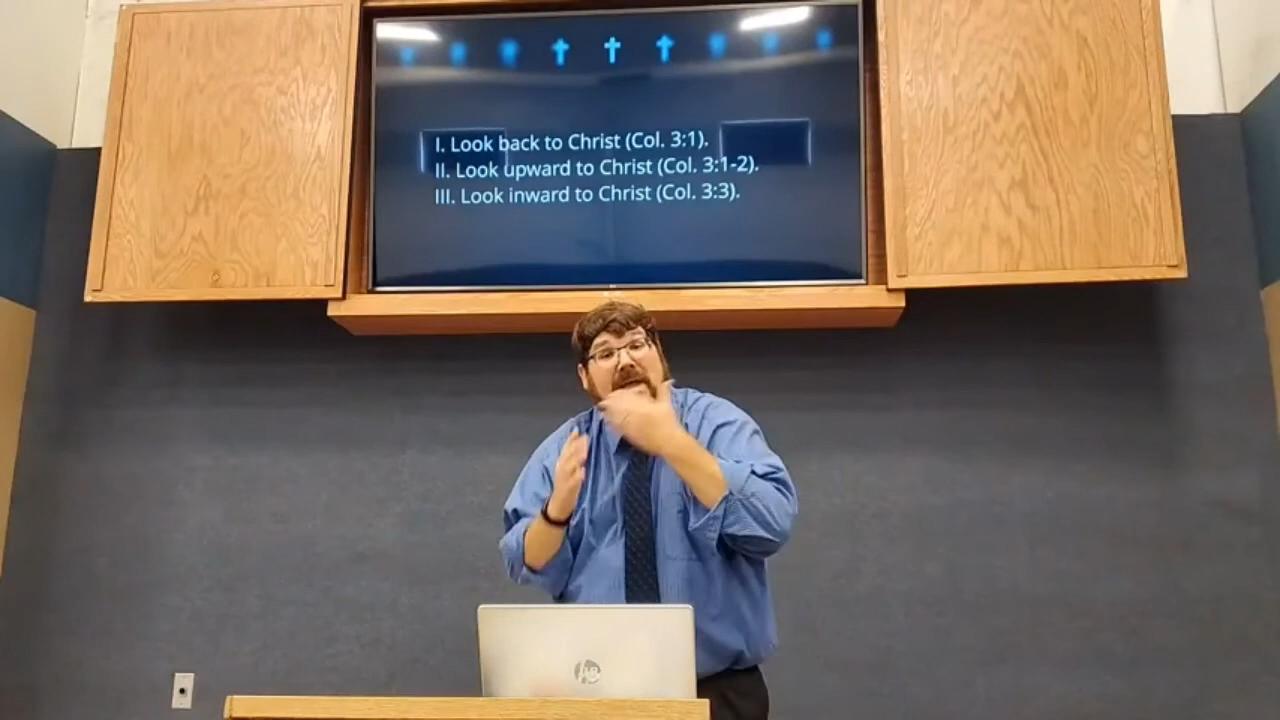 I. Look back to Christ (Col. 3:1).
II. Look upward to Christ (Col. 3:1-2).
III. Look inward to Christ (Col. 3:3).
hp